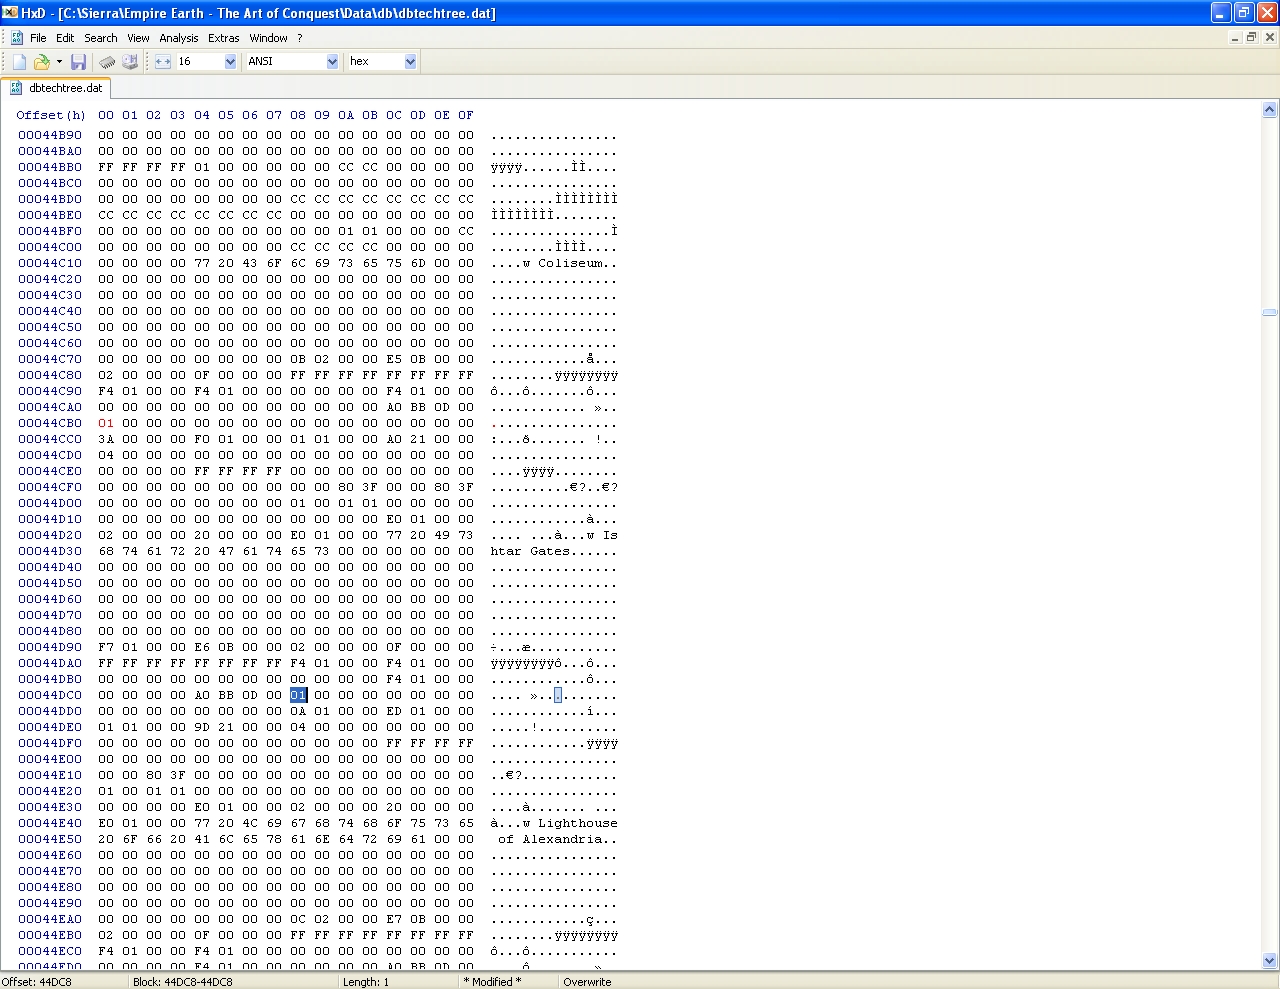 HxD - [C:\Sierra\Empire Earth - The Art of Conquest\Data\db\dbtechtree.dat]
File Edit Search View Analysis Extras Window ?
16 ANSI hex
dbtechtree.dat
Offset(h) 00 01 02 03 04 05 06 07 08 09 0A 0B 0C 0D 0E 0F
00044B90 00 00 00 00 00 00 00 00 00 00 00 00 00 00 00 00 ................
00044BA0 00 00 00 00 00 00 00 00 00 00 00 00 00 00 00 00 ................
00044BB0 FF FF FF FF 01 00 00 00 00 00 CC CC 00 00 00 00 ÿÿÿÿ......ÌÌ....
00044BC0 00 00 00 00 00 00 00 00 00 00 00 00 00 00 00 00 ................
00044BD0 00 00 00 00 00 00 00 00 CC CC CC CC CC CC CC CC ........ÌÌÌÌÌÌÌÌ
00044BE0 CC CC CC CC CC CC CC CC 00 00 00 00 00 00 00 00 ÌÌÌÌÌÌÌÌ........
00044BF0 00 00 00 00 00 00 00 00 00 00 01 01 00 00 00 CC ...............Ì
00044C00 00 00 00 00 00 00 00 00 CC CC CC CC 00 00 00 00 ........ÌÌÌÌ....
00044C10 00 00 00 00 77 20 43 6F 6C 69 73 65 75 6D 00 00 ....w Coliseum..
00044C20 00 00 00 00 00 00 00 00 00 00 00 00 00 00 00 00 ................
00044C30 00 00 00 00 00 00 00 00 00 00 00 00 00 00 00 00 ................
00044C40 00 00 00 00 00 00 00 00 00 00 00 00 00 00 00 00 ................
00044C50 00 00 00 00 00 00 00 00 00 00 00 00 00 00 00 00 ................
00044C60 00 00 00 00 00 00 00 00 00 00 00 00 00 00 00 00 ................
00044C70 00 00 00 00 00 00 00 00 0B 02 00 00 E5 0B 00 00 ............å...
00044C80 02 00 00 00 0F 00 00 00 FF FF FF FF FF FF FF FF ........ÿÿÿÿÿÿÿÿ
00044C90 F4 01 00 00 F4 01 00 00 00 00 00 00 F4 01 00 00 ô...ô.......ô...
00044CA0 00 00 00 00 00 00 00 00 00 00 00 00 A0 BB 0D 00 ............ »..
00044CB0 01 00 00 00 00 00 00 00 00 00 00 00 00 00 00 00 ................
00044CC0 3A 00 00 00 F0 01 00 00 01 01 00 00 A0 21 00 00 :...ð....... !..
00044CD0 04 00 00 00 00 00 00 00 00 00 00 00 00 00 00 00 ................
00044CE0 00 00 00 00 FF FF FF FF 00 00 00 00 00 00 00 00 ....ÿÿÿÿ........
00044CF0 00 00 00 00 00 00 00 00 00 00 80 3F 00 00 80 3F ..........€?..€?
00044D00 00 00 00 00 00 00 00 00 01 00 01 01 00 00 00 00 ................
00044D10 00 00 00 00 00 00 00 00 00 00 00 00 E0 01 00 00 ............à...
00044D20 02 00 00 00 20 00 00 00 E0 01 00 00 77 20 49 73 .... ...à...w Is
00044D30 68 74 61 72 20 47 61 74 65 73 00 00 00 00 00 00 htar Gates......
00044D40 00 00 00 00 00 00 00 00 00 00 00 00 00 00 00 00 ................
00044D50 00 00 00 00 00 00 00 00 00 00 00 00 00 00 00 00 ................
00044D60 00 00 00 00 00 00 00 00 00 00 00 00 00 00 00 00 ................
00044D70 00 00 00 00 00 00 00 00 00 00 00 00 00 00 00 00 ................
00044D80 00 00 00 00 00 00 00 00 00 00 00 00 00 00 00 00 ................
00044D90 F7 01 00 00 E6 0B 00 00 02 00 00 00 0F 00 00 00 ÷...æ...........
00044DA0 FF FF FF FF FF FF FF FF F4 01 00 00 F4 01 00 00 ÿÿÿÿÿÿÿÿô...ô...
00044DB0 00 00 00 00 00 00 00 00 00 00 00 00 F4 01 00 00 ............ô...
00044DC0 00 00 00 00 A0 BB 0D 00 01 00 00 00 00 00 00 00 .... »..........
00044DD0 00 00 00 00 00 00 00 00 0A 01 00 00 ED 01 00 00 ............í...
00044DE0 01 01 00 00 9D 21 00 00 04 00 00 00 00 00 00 00 .....!..........
00044DF0 00 00 00 00 00 00 00 00 00 00 00 00 FF FF FF FF ............ÿÿÿÿ
00044E00 00 00 00 00 00 00 00 00 00 00 00 00 00 00 00 00 ................
00044E10 00 00 80 3F 00 00 00 00 00 00 00 00 00 00 00 00 ..€?............
00044E20 01 00 01 01 00 00 00 00 00 00 00 00 00 00 00 00 ................
00044E30 00 00 00 00 E0 01 00 00 02 00 00 00 20 00 00 00 ....à....... ...
00044E40 E0 01 00 00 77 20 4C 69 67 68 74 68 6F 75 73 65 à...w Lighthouse
00044E50 20 6F 66 20 41 6C 65 78 61 6E 64 72 69 61 00 00 of Alexandria..
00044E60 00 00 00 00 00 00 00 00 00 00 00 00 00 00 00 00 ................
00044E70 00 00 00 00 00 00 00 00 00 00 00 00 00 00 00 00 ................
00044E80 00 00 00 00 00 00 00 00 00 00 00 00 00 00 00 00 ................
00044E90 00 00 00 00 00 00 00 00 00 00 00 00 00 00 00 00 ................
00044EA0 00 00 00 00 00 00 00 00 0C 02 00 00 E7 0B 00 00 ............ç...
00044EB0 02 00 00 00 0F 00 00 00 FF FF FF FF FF FF FF FF ........ÿÿÿÿÿÿÿÿ
00044EC0 F4 01 00 00 F4 01 00 00 00 00 00 00 00 00 00 00 ô...ô...........
00044ED0 00 00 00 00 F4 01 00 00 00 00 00 00 A0 BB 0D 00 ....ô....... »..
Offset: 44DC8 Block: 44DC8-44DC8 Length: 1 * Modified * Overwrite